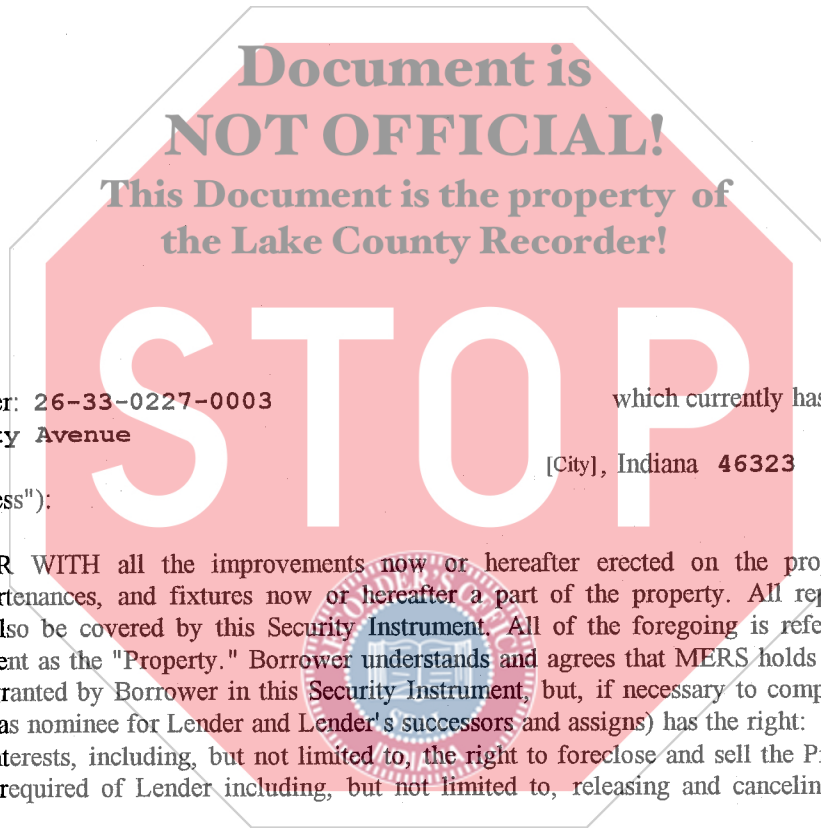 Document is
NOT OFFICIAL!
This Document is the property of
the Lake County Recorder!
STOP
er: 26-33-0227-0003 which currently has
ty Avenue
[City], Indiana 46323
ess"):
R WITH all the improvements now or hereafter erected on the pro
rtenances, and fixtures now or hereafter a part of the property. All rep
lso be covered by this Security Instrument. All of the foregoing is refe
ent as the "Property." Borrower understands and agrees that MERS holds
ranted by Borrower in this Security Instrument, but, if necessary to comp
as nominee for Lender and Lender's successors and assigns) has the right:
nterests, including, but not limited to, the right to foreclose and sell the P
required of Lender including, but not limited to, releasing and cancelin
RECORDER'S OFFICE
INDIANA